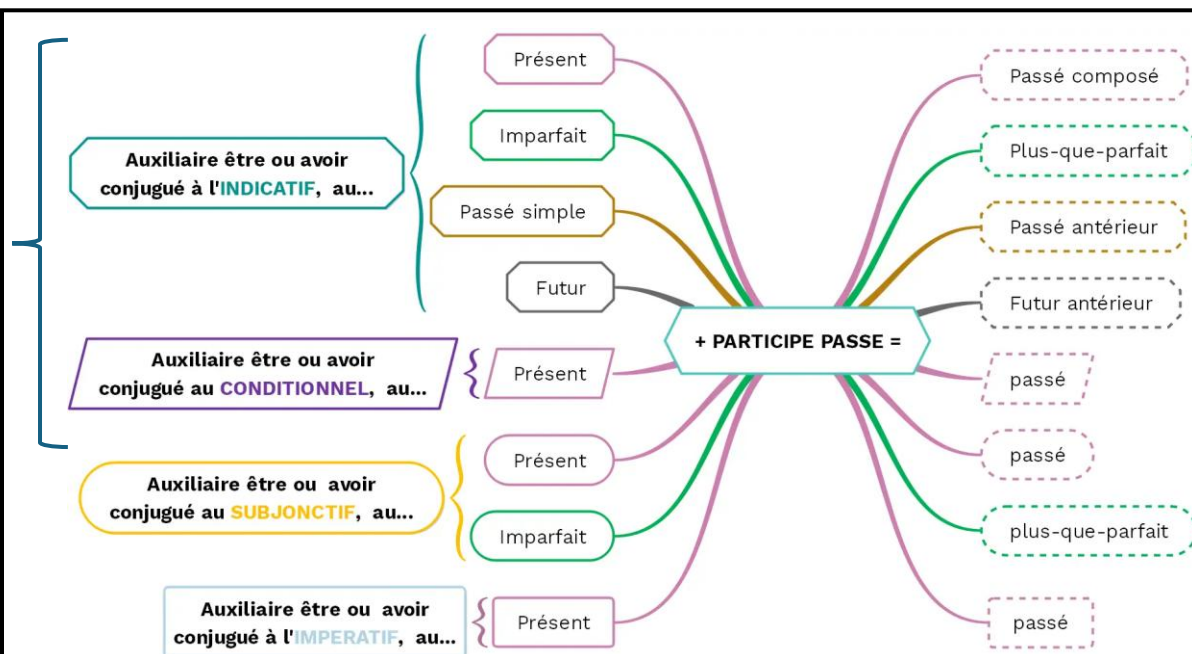 Auxiliaire être ou avoir
conjugué à l'INDICATIF, au...
Présent
Imparfait
Passé simple
Futur
Auxiliaire être ou avoir
conjugué au CONDITIONNEL, au...
Présent
Auxiliaire être ou avoir
conjugué au SUBJONCTIF, au...
Présent
Imparfait
Auxiliaire être ou avoir
conjugué à l'IMPERATIF, au...
Présent
+ PARTICIPE PASSE =
Passé composé
Plus-que-parfait
Passé antérieur
Futur antérieur
passé
passé
plus-que-parfait
passé